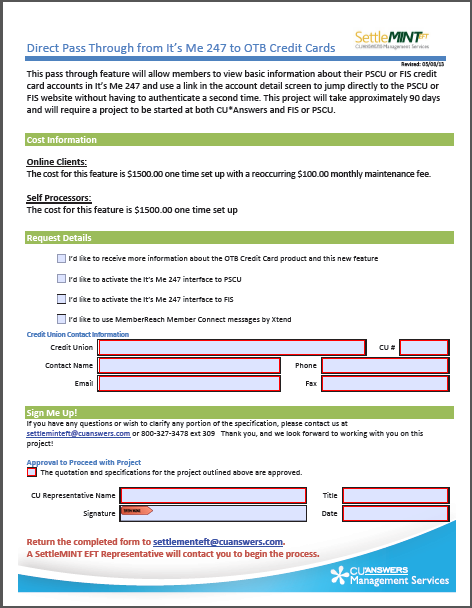 SettleMINT EFT
CU*ANSWERS Management Services
Direct Pass Through from It's Me 247 to OTB Credit Cards
Revised: 05/08/13
This pass through feature will allow members to view basic information about their PSCU or FIS credit
card accounts in It's Me 247 and use a link in the account detail screen to jump directly to the PSCU or
FIS website without having to authenticate a second time. This project will take approximately 90 days
and will require a project to be started at both CU*Answers and FIS or PSCU.
Cost Information
Online Clients:
The cost for this feature is $1500.00 one time set up with a reoccurring $100.00 monthly maintenance fee.
Self Processors:
The cost for this feature is $1500.00 one time set up
Request Details
I'd like to receive more information about the OTB Credit Card product and this new feature
I'd like to activate the It's Me 247 interface to PSCU
I'd like to activate the It's Me 247 interface to FIS
I'd like to use MemberReach Member Connect messages by Xtend
Credit Union Contact Information
Credit Union CU #
Contact Name Phone
Email Fax
Sign Me Up!
If you have any questions or wish to clarify any portion of the specification, please contact us at
settleminteft@cuanswers.com or 800-327-3478 ext 309 Thank you, and we look forward to working with you on this
project!
Approval to Proceed with Project
The quotation and specifications for the project outlined above are approved.
CU Representative Name Title
Signature Date
Return the completed form to settlementeft@cuanswers.com.
A SettleMINT EFT Representative will contact you to begin the process.
CU*ANSWERS
Management Services